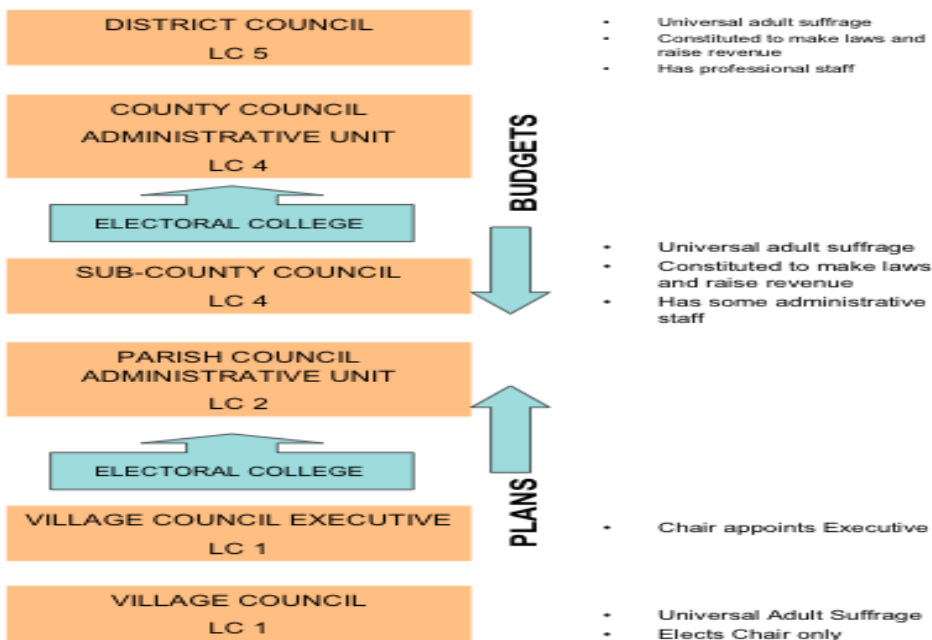 DISTRICT COUNCIL
LC 5
• Universal adult suffrage
• Constituted to make laws and
raise revenue
• Has professional staff
COUNTY COUNCIL
ADMINISTRATIVE UNIT
LC 4
BUDGETS
ELECTORAL COLLEGE
SUB-COUNTY COUNCIL
LC 4
• Universal adult suffrage
• Constituted to make laws
and raise revenue
• Has some administrative
staff
PARISH COUNCIL
ADMINISTRATIVE UNIT
LC 2
ELECTORAL COLLEGE
PLANS
VILLAGE COUNCIL EXECUTIVE
LC 1
• Chair appoints Executive
VILLAGE COUNCIL
LC 1
• Universal Adult Suffrage
• Elects Chair only